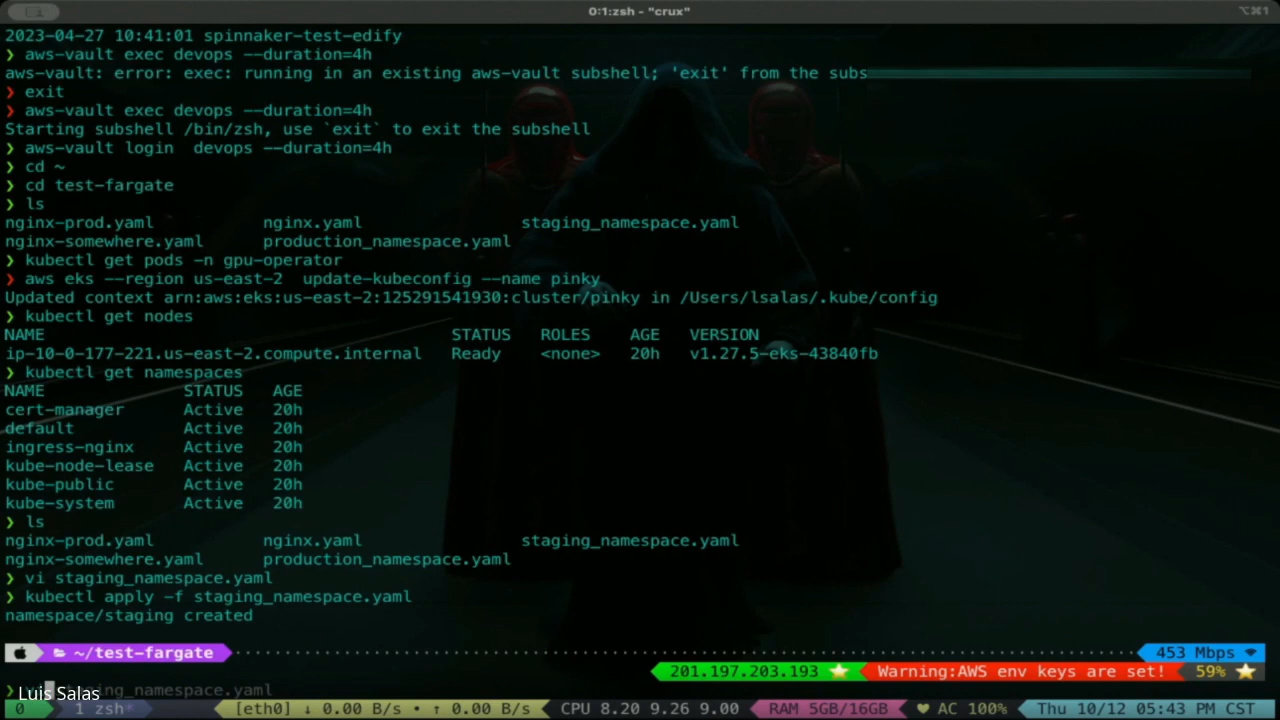 0:1:zsh - "crux"
⌥⌘1
2023-04-27 10:41:01 spinnaker-test-edify
❯ aws-vault exec devops --duration=4h
aws-vault: error: exec: running in an existing aws-vault subshell; 'exit' from the subs
❯ exit
❯ aws-vault exec devops --duration=4h
Starting subshell /bin/zsh, use `exit` to exit the subshell
❯ aws-vault login  devops --duration=4h
❯ cd ~
❯ cd test-fargate
❯ ls
nginx-prod.yaml           nginx.yaml                staging_namespace.yaml
nginx-somewhere.yaml      production_namespace.yaml
❯ kubectl get pods -n gpu-operator
❯ aws eks --region us-east-2  update-kubeconfig --name pinky
Updated context arn:aws:eks:us-east-2:125291541930:cluster/pinky in /Users/lsalas/.kube/config
❯ kubectl get nodes
NAME                                         STATUS   ROLES    AGE   VERSION
ip-10-0-177-221.us-east-2.compute.internal   Ready    <none>   20h   v1.27.5-eks-43840fb
❯ kubectl get namespaces
NAME              STATUS   AGE
cert-manager      Active   20h
default           Active   20h
ingress-nginx     Active   20h
kube-node-lease   Active   20h
kube-public       Active   20h
kube-system       Active   20h
❯ ls
nginx-prod.yaml           nginx.yaml                staging_namespace.yaml
nginx-somewhere.yaml      production_namespace.yaml
❯ vi staging_namespace.yaml
❯ kubectl apply -f staging_namespace.yaml
namespace/staging created
~/test-fargate 453 Mbps
201.197.203.193 Warning:AWS env keys are set! 59%
❯ staging_namespace.yaml
Luis Salas
0 1 zsh* [eth0] ↓ 0.00 B/s • ↑ 0.00 B/s CPU 8.20 9.26 9.00 RAM 5GB/16GB ♥ AC 100% Thu 10/12 05:43 PM CST